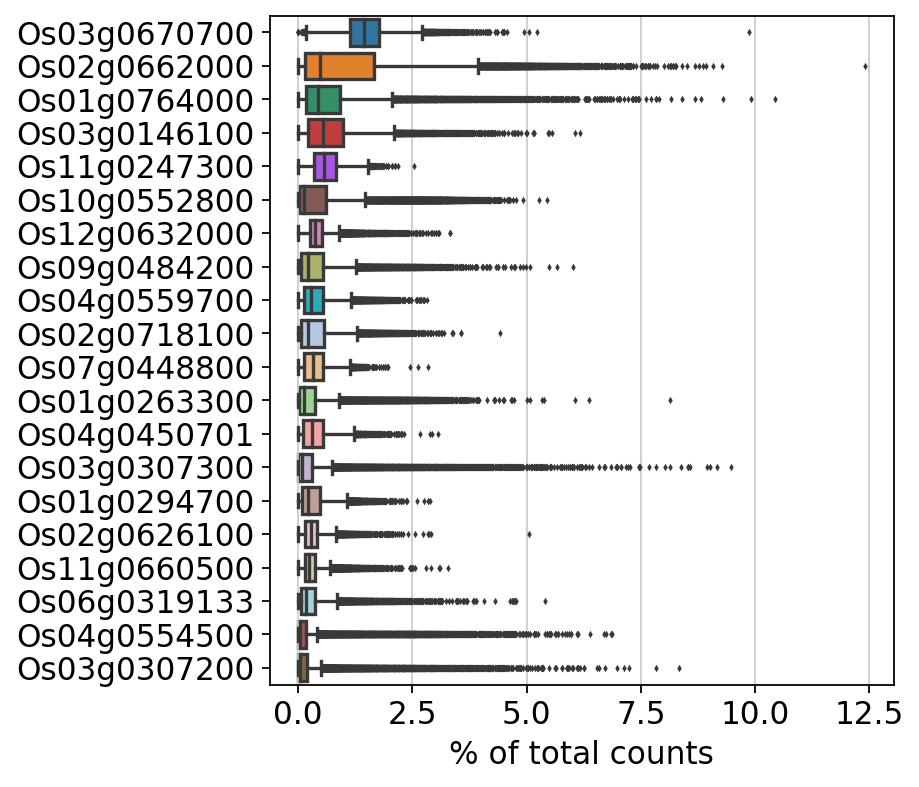 Os03g0670700
Os02g0662000
Os01g0764000
Os03g0146100
Os11g0247300
Os10g0552800
Os12g0632000
Os09g0484200
Os04g0559700
Os02g0718100
Os07g0448800
Os01g0263300
Os04g0450701
Os03g0307300
Os01g0294700
Os02g0626100
Os11g0660500
Os06g0319133
Os04g0554500
Os03g0307200
0.0 2.5 5.0 7.5 10.0 12.5
% of total counts